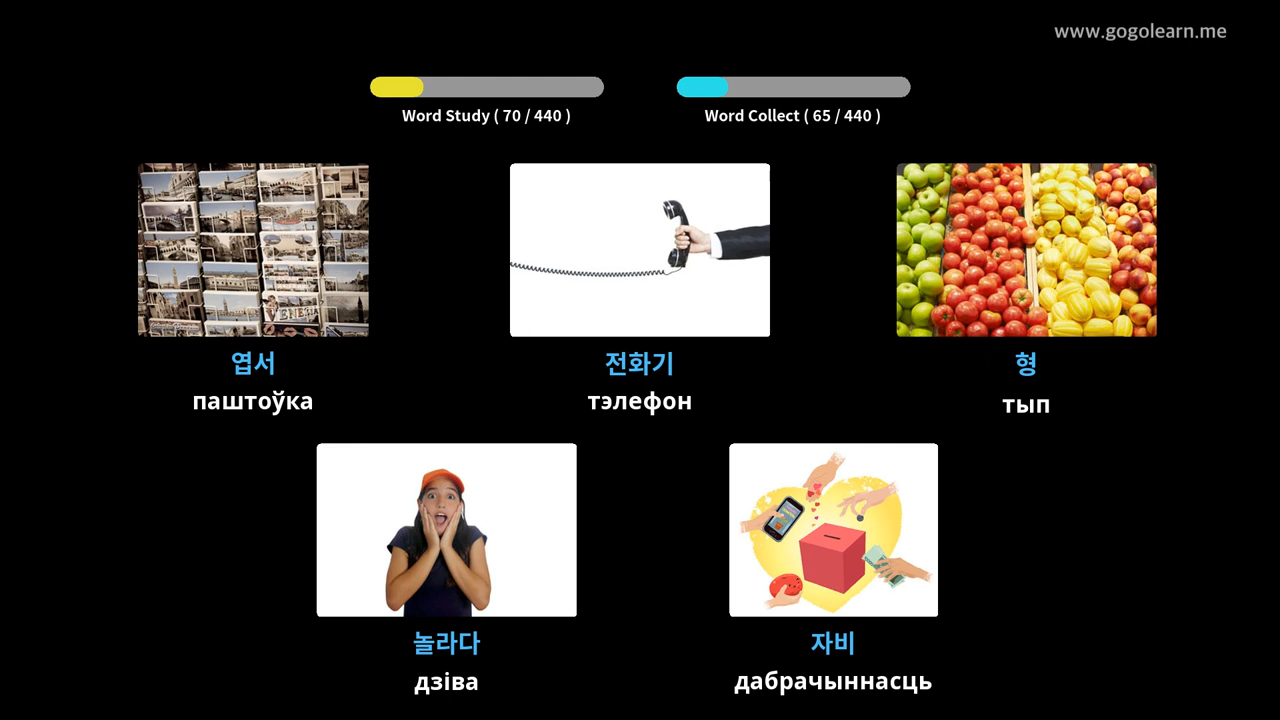 www.gogolearn.me
Word Study ( 70 / 440 )
Word Collect ( 65 / 440 )
엽서
전화기
형
паштоўка
тэлефон
тып
놀라다
자비
дзіва
дабрачыннасць